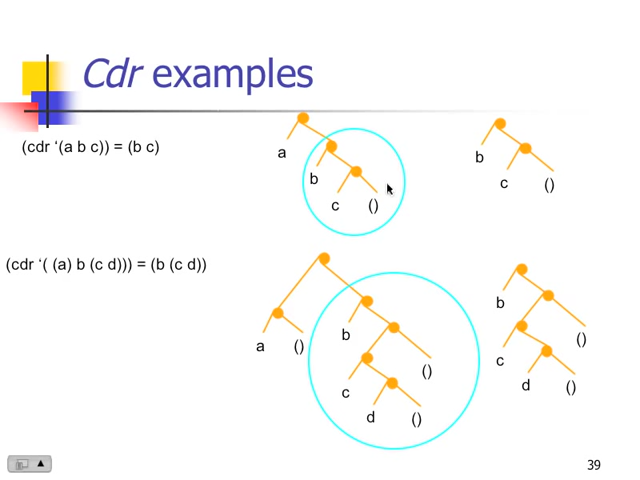 Cdr examples
(cdr ‘(a b c)) = (b c)
a
b
c ()
b
c ()
(cdr ‘( (a) b (c d))) = (b (c d))
a ()
b
()
c
d ()
b
()
c
d ()
39